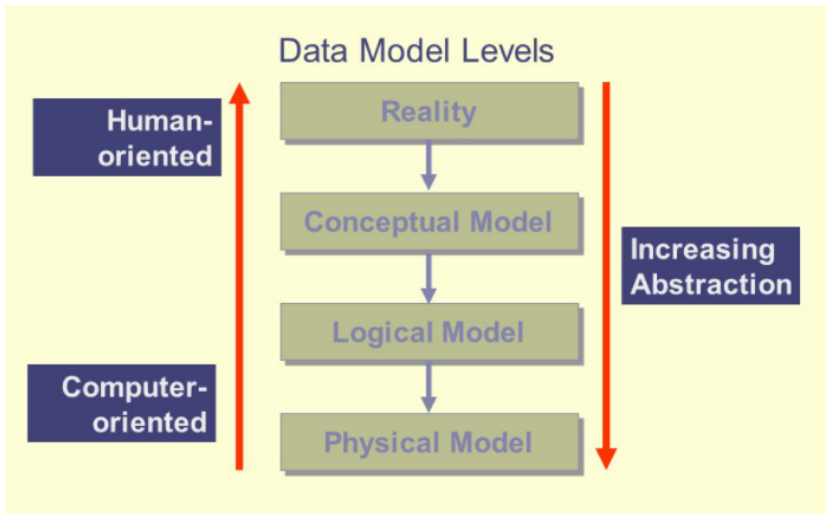 Data Model Levels
Human-
oriented
Reality
Conceptual Model
Increasing
Abstraction
Logical Model
Computer-
oriented
Physical Model